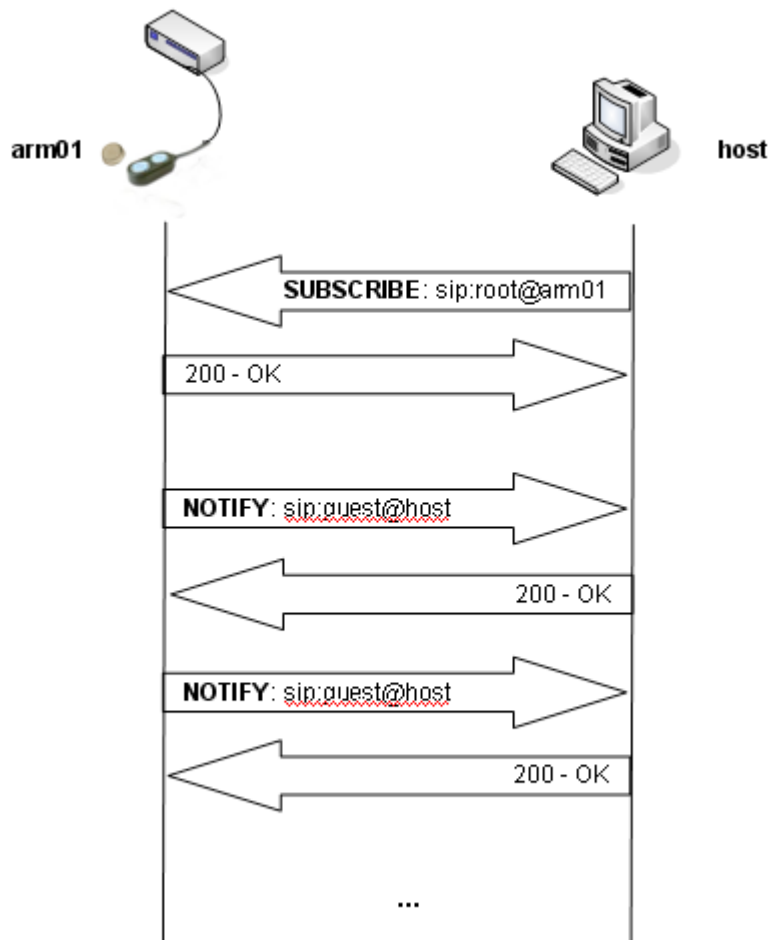 arm01
host
SUBSCRIBE: sip:root@arm01
200 - OK
NOTIFY: sip:guest@host
200 - OK
NOTIFY: sip:guest@host
200 - OK
...